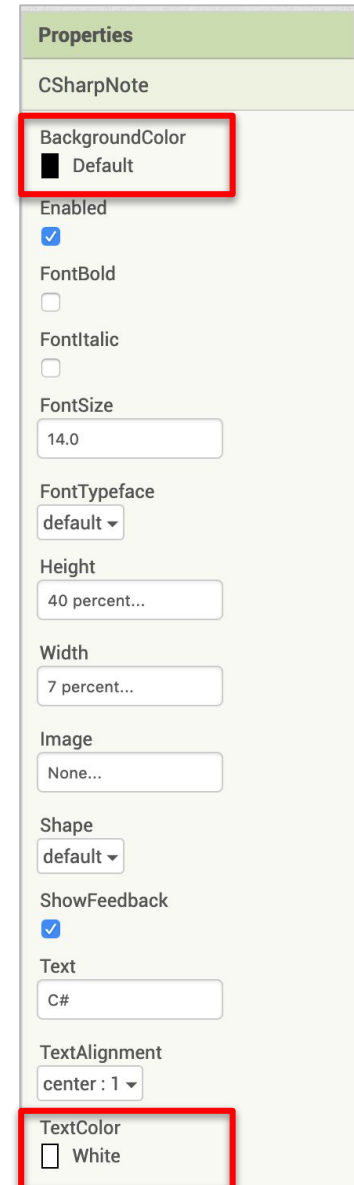 Properties
CSharpNote
BackgroundColor
Default
Enabled
FontBold
FontItalic
FontSize
14.0
FontTypeface
default
Height
40 percent...
Width
7 percent...
Image
None...
Shape
default
ShowFeedback
Text
C#
TextAlignment
center : 1
TextColor
White